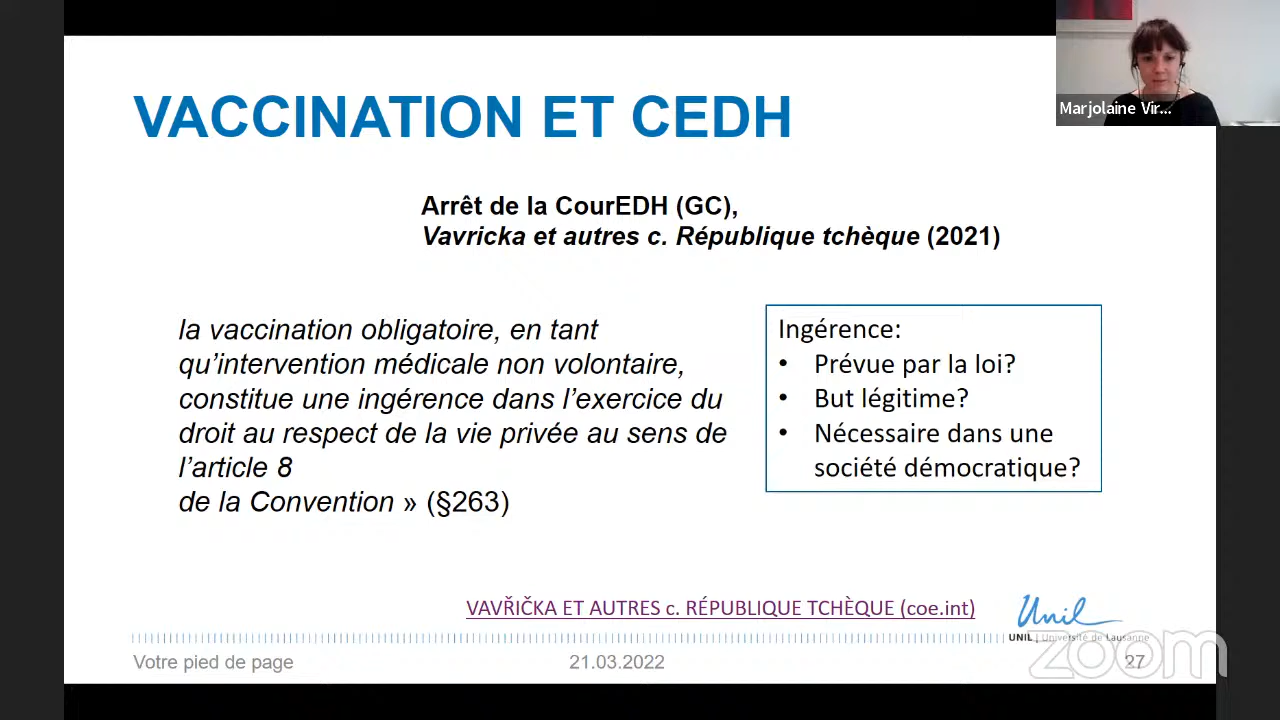 Marjolaine Vir...
VACCINATION ET CEDH
Arrêt de la CourEDH (GC),
Vavricka et autres c. République tchèque (2021)
la vaccination obligatoire, en tant
qu’intervention médicale non volontaire,
constitue une ingérence dans l’exercice du
droit au respect de la vie privée au sens de
l’article 8
de la Convention » (§263)
Ingérence:
• Prévue par la loi?
• But légitime?
• Nécessaire dans une
société démocratique?
VAVŘIČKA ET AUTRES c. RÉPUBLIQUE TCHÈQUE (coe.int)
Unil
UNIL | Université de Lausanne
Votre pied de page
21.03.2022
27
zoom